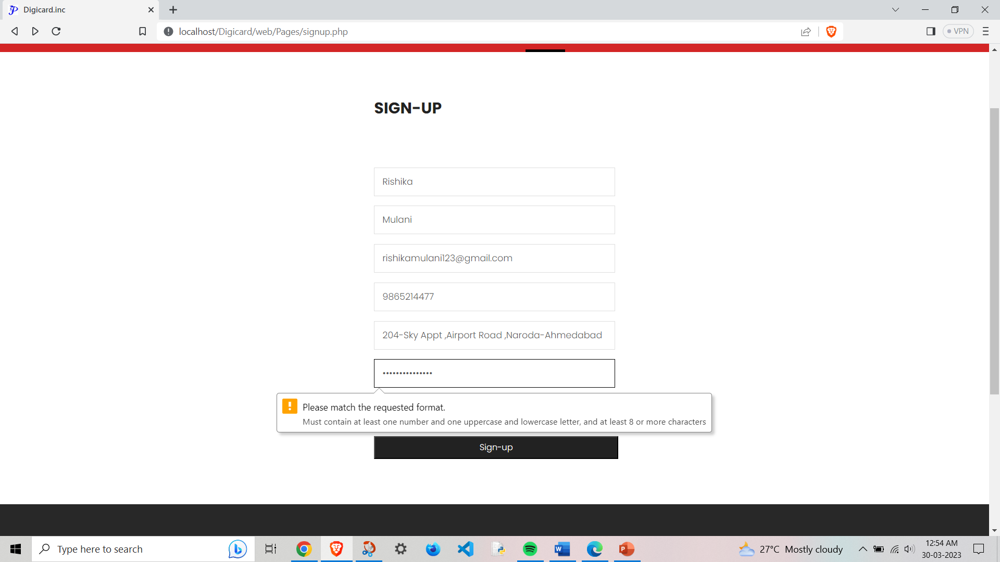 Digicard.inc
localhost/Digicard/web/Pages/signup.php
VPN
SIGN-UP
Rishika
Mulani
rishikamulani123@gmail.com
9865214477
204-Sky Appt ,Airport Road ,Naroda-Ahmedabad
Please match the requested format.
Must contain at least one number and one uppercase and lowercase letter, and at least 8 or more characters
Sign-up
Type here to search
27°C Mostly cloudy
12:54 AM
30-03-2023